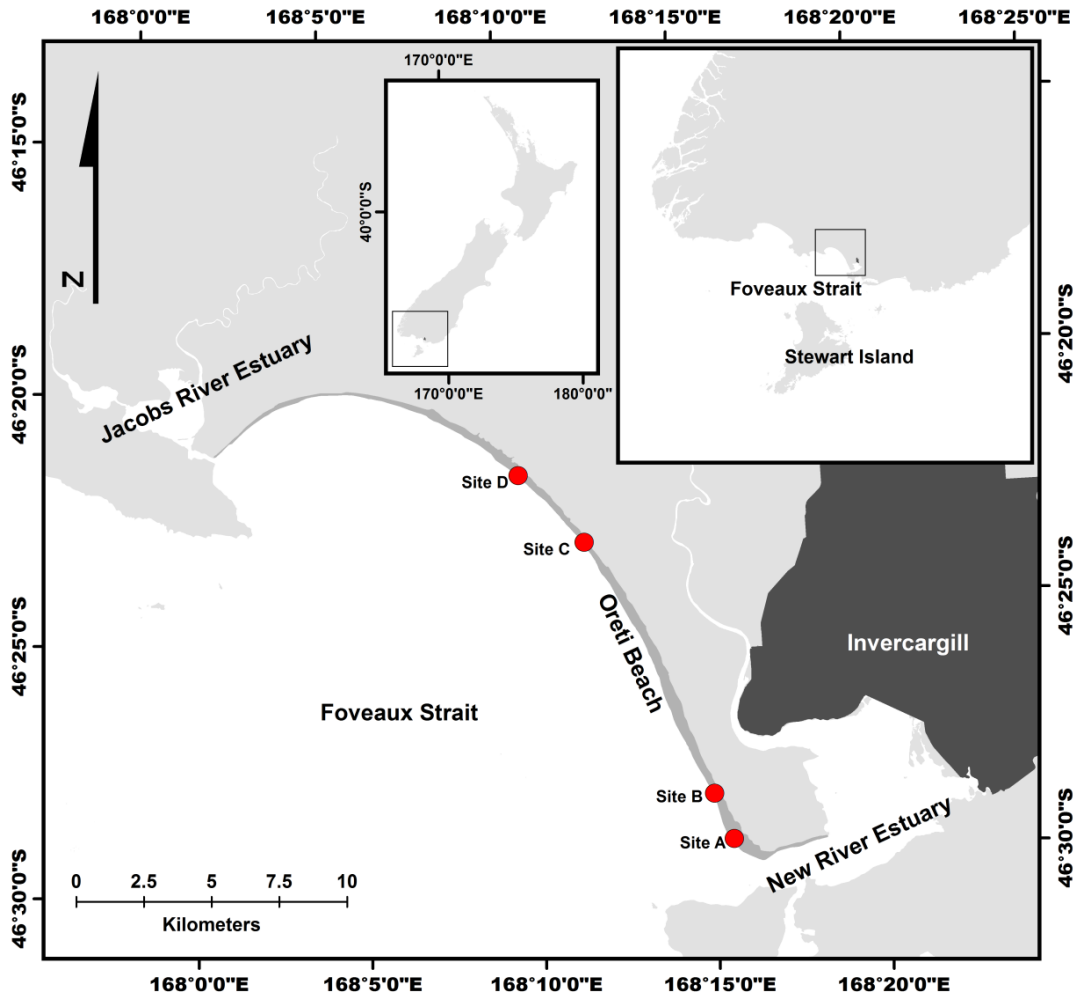 168°0'0"E 168°5'0"E 168°10'0"E 168°15'0"E 168°20'0"E 168°25'0"E
46°15'0"S
46°20'0"S
46°25'0"S
46°30'0"S
N
170°0'0"E
40°0'0"S
170°0'0"E 180°0'0"
Foveaux Strait
Stewart Island
Jacobs River Estuary
Site D
Site C
Oreti Beach
Invercargill
Foveaux Strait
Site B
Site A
New River Estuary
0 2.5 5 7.5 10
Kilometers
46°20'0"S
46°25'0"S
46°30'0"S
168°0'0"E 168°5'0"E 168°10'0"E 168°15'0"E 168°20'0"E